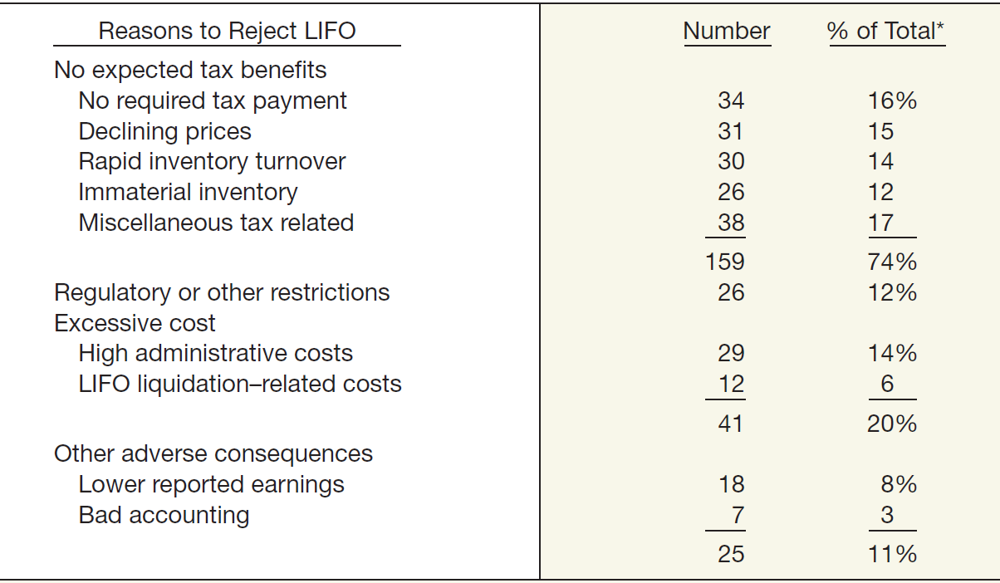 Reasons to Reject LIFO Number % of Total*
No expected tax benefits
No required tax payment 34 16%
Declining prices 31 15
Rapid inventory turnover 30 14
Immaterial inventory 26 12
Miscellaneous tax related 38 17
159 74%
Regulatory or other restrictions 26 12%
Excessive cost
High administrative costs 29 14%
LIFO liquidation–related costs 12 6
41 20%
Other adverse consequences
Lower reported earnings 18 8%
Bad accounting 7 3
25 11%